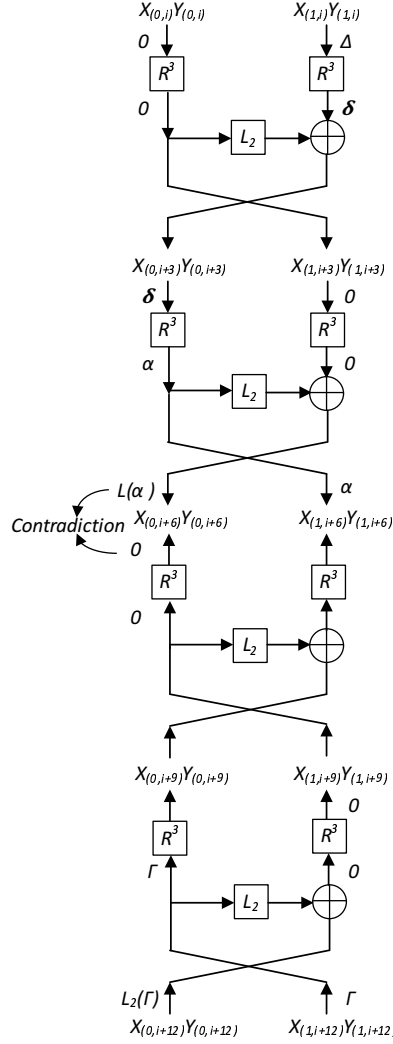 X(0,i)Y(0,i) X(1,i)Y(1,i)
0 Δ
R³ R³
0 δ
L₂
X(0,i+3)Y(0,i+3) X(1,i+3)Y(1,i+3)
δ 0
R³ R³
α 0
L₂
L(α) α
Contradiction X(0,i+6)Y(0,i+6) X(1,i+6)Y(1,i+6)
0
R³ R³
0
L₂
X(0,i+9)Y(0,i+9) X(1,i+9)Y(1,i+9)
0
R³ R³
Γ 0
L₂
L₂(Γ) Γ
X(0,i+12)Y(0,i+12) X(1,i+12)Y(1,i+12)